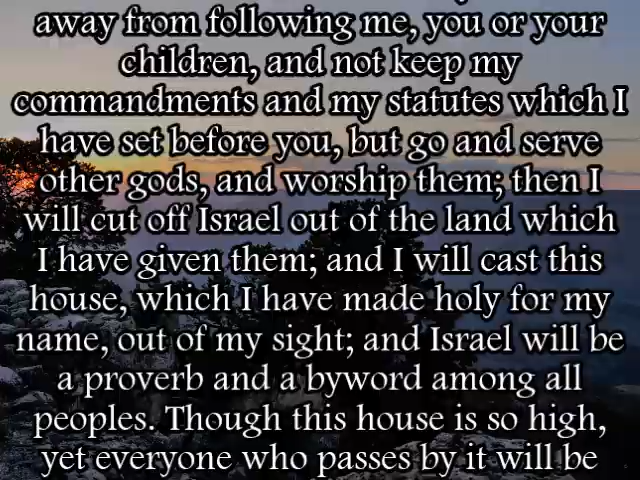 away from following me, you or your
children, and not keep my
commandments and my statutes which I
have set before you, but go and serve
other gods, and worship them; then I
will cut off Israel out of the land which
I have given them; and I will cast this
house, which I have made holy for my
name, out of my sight; and Israel will be
a proverb and a byword among all
peoples. Though this house is so high,
yet everyone who passes by it will be